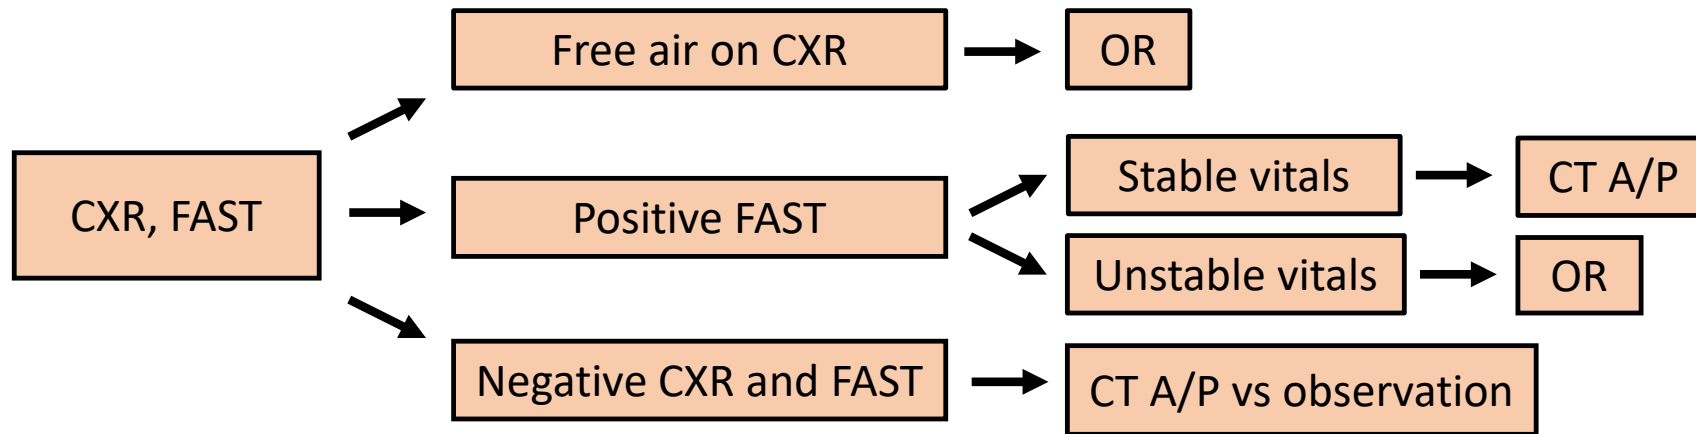 Free air on CXR
OR
CXR, FAST
Positive FAST
Stable vitals
CT A/P
Unstable vitals
OR
Negative CXR and FAST
CT A/P vs observation